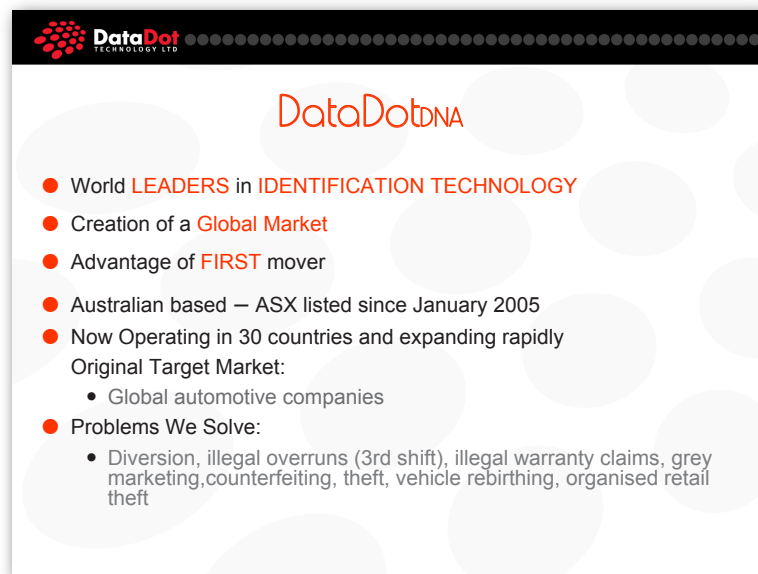 DataDot
TECHNOLOGY LTD
DataDotDNA
World LEADERS in IDENTIFICATION TECHNOLOGY
Creation of a Global Market
Advantage of FIRST mover
Australian based – ASX listed since January 2005
Now Operating in 30 countries and expanding rapidly
Original Target Market:
Global automotive companies
Problems We Solve:
Diversion, illegal overruns (3rd shift), illegal warranty claims, grey
marketing,counterfeiting, theft, vehicle rebirthing, organised retail
theft